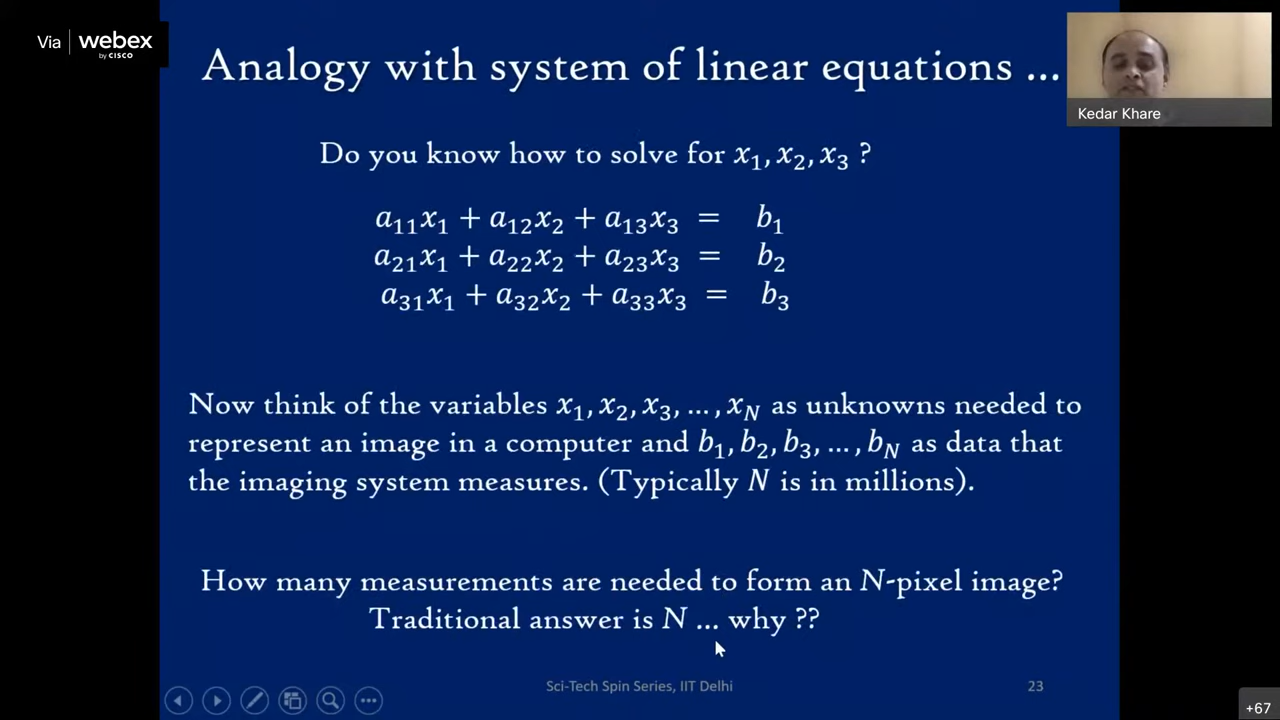 Via webex
by CISCO
Analogy with system of linear equations ...
Kedar Khare
Do you know how to solve for x₁, x₂, x₃ ?
a₁₁x₁ + a₁₂x₂ + a₁₃x₃ = b₁
a₂₁x₁ + a₂₂x₂ + a₂₃x₃ = b₂
a₃₁x₁ + a₃₂x₂ + a₃₃x₃ = b₃
Now think of the variables x₁, x₂, x₃, ..., x_N as unknowns needed to
represent an image in a computer and b₁, b₂, b₃, ..., b_N as data that
the imaging system measures. (Typically N is in millions).
How many measurements are needed to form an N-pixel image?
Traditional answer is N ... why ??
Sci-Tech Spin Series, IIT Delhi 23
+67